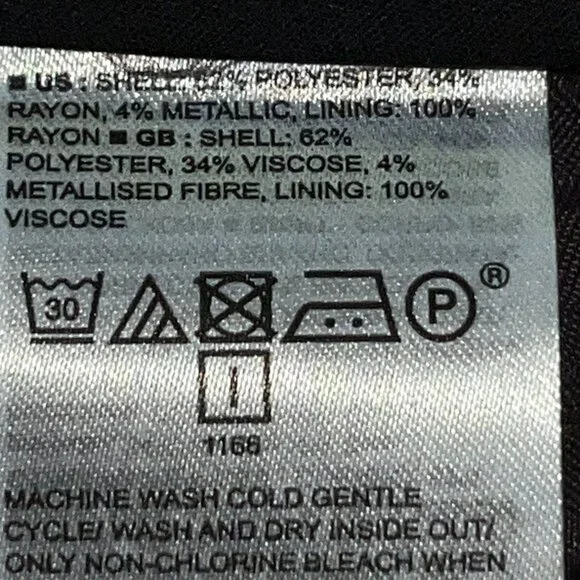 ■ US : SHELL: 62% POLYESTER, 34%
RAYON, 4% METALLIC, LINING: 100%
RAYON ■ GB : SHELL: 62%
POLYESTER, 34% VISCOSE, 4%
METALLISED FIBRE, LINING: 100%
VISCOSE
30 P ®
1166
MACHINE WASH COLD GENTLE
CYCLE/ WASH AND DRY INSIDE OUT/
ONLY NON-CHLORINE BLEACH WHEN